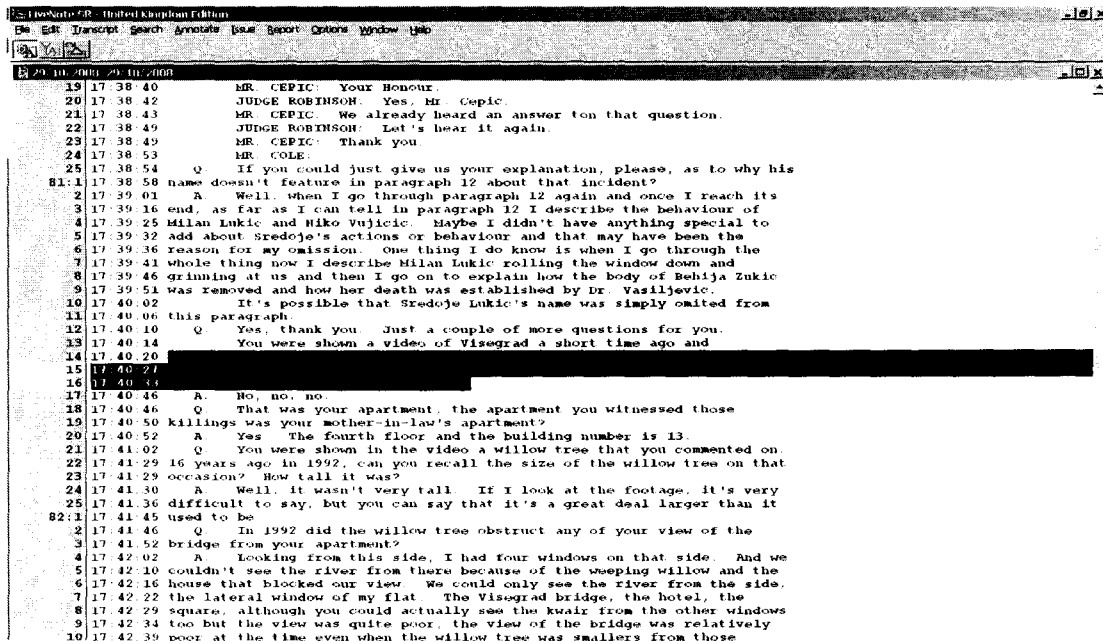 LiveNote SR - United Kingdom Edition
File Edit Transcript Search Annotate Issue Report Options Window Help
29/10/2008 29/10/2008
19 17:38:40 MR. CEPIC: Your Honour.
20 17:38:42 JUDGE ROBINSON: Yes, Mr. Cepic.
21 17:38:43 MR. CEPIC: We already heard an answer ton that question.
22 17:38:49 JUDGE ROBINSON: Let's hear it again.
23 17:38:49 MR. CEPIC: Thank you.
24 17:38:53 MR. COLE:
25 17:38:54 Q. If you could just give us your explanation, please, as to why his
81:1 17:38:58 name doesn't feature in paragraph 12 about that incident?
2 17:39:01 A. Well, when I go through paragraph 12 again and once I reach its
3 17:39:16 end, as far as I can tell in paragraph 12 I describe the behaviour of
4 17:39:25 Milan Lukic and Niko Vujicic. Maybe I didn't have anything special to
5 17:39:32 add about Sredoje's actions or behaviour and that may have been the
6 17:39:36 reason for my omission. One thing I do know is when I go through the
7 17:39:41 whole thing now I describe Milan Lukic rolling the window down and
8 17:39:46 grinning at us and then I go on to explain how the body of Behija Zukic
9 17:39:51 was removed and how her death was established by Dr. Vasiljevic.
10 17:40:02 It's possible that Sredoje Lukic's name was simply omited from
11 17:40:06 this paragraph.
12 17:40:10 Q. Yes, thank you. Just a couple of more questions for you.
13 17:40:14 You were shown a video of Visegrad a short time ago and
14 17:40:20
15 17:40:27
16 17:40:33
17 17:40:46 A. No, no, no.
18 17:40:46 Q. That was your apartment, the apartment you witnessed those
19 17:40:50 killings was your mother-in-law's apartment?
20 17:40:52 A. Yes. The fourth floor and the building number is 13.
21 17:41:02 Q. You were shown in the video a willow tree that you commented on.
22 17:41:29 16 years ago in 1992, can you recall the size of the willow tree on that
23 17:41:29 occasion? How tall it was?
24 17:41:30 A. Well, it wasn't very tall. If I look at the footage, it's very
25 17:41:36 difficult to say, but you can say that it's a great deal larger than it
82:1 17:41:45 used to be.
2 17:41:46 Q. In 1992 did the willow tree obstruct any of your view of the
3 17:41:52 bridge from your apartment?
4 17:42:02 A. Looking from this side, I had four windows on that side. And we
5 17:42:10 couldn't see the river from there because of the weeping willow and the
6 17:42:16 house that blocked our view. We could only see the river from the side,
7 17:42:22 the lateral window of my flat. The Visegrad bridge, the hotel, the
8 17:42:29 square, although you could actually see the kwair from the other windows
9 17:42:34 too but the view was quite poor, the view of the bridge was relatively
10 17:42:39 poor at the time even when the willow tree was smallers from those